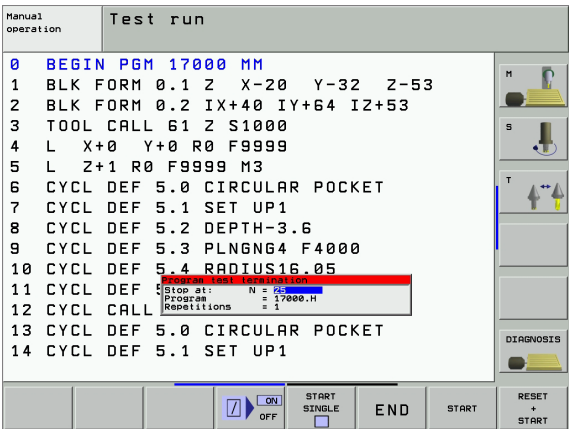 Manual
operation
Test run
0 BEGIN PGM 17000 MM
1 BLK FORM 0.1 Z X-20 Y-32 Z-53
2 BLK FORM 0.2 IX+40 IY+64 IZ+53
3 TOOL CALL 61 Z S1000
4 L X+0 Y+0 R0 F9999
5 L Z+1 R0 F9999 M3
6 CYCL DEF 5.0 CIRCULAR POCKET
7 CYCL DEF 5.1 SET UP1
8 CYCL DEF 5.2 DEPTH-3.6
9 CYCL DEF 5.3 PLNGNG4 F4000
10 CYCL DEF 5.4 RADIUS16.05
11 CYCL DEF
12 CYCL CALL
13 CYCL DEF 5.0 CIRCULAR POCKET
14 CYCL DEF 5.1 SET UP1
Program test termination
Stop at: N = 25
Program = 17000.H
Repetitions = 1
M
S
T
DIAGNOSIS
ON
OFF
START
SINGLE
END
START
RESET
+
START